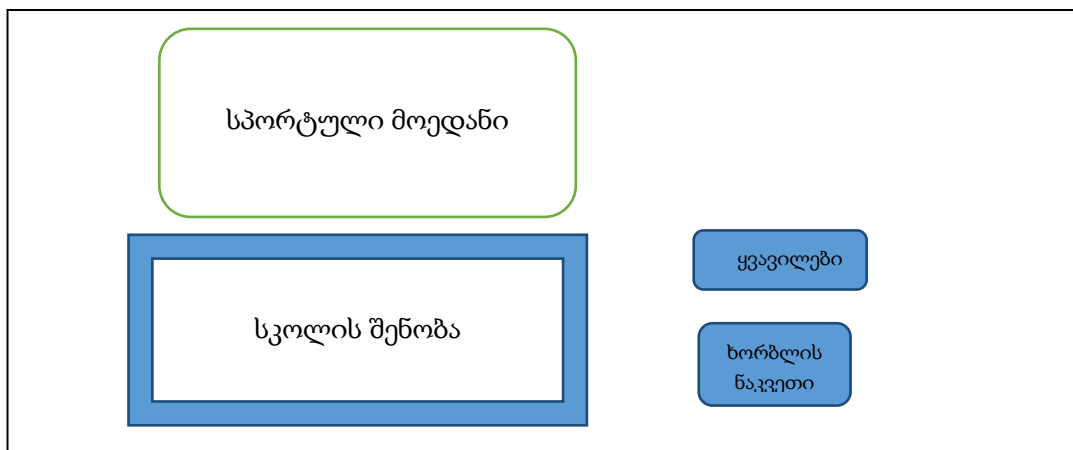 სპორტული მოედანი
ყვავილები
სკოლის შენობა
ხორბლის
ნაკვეთი